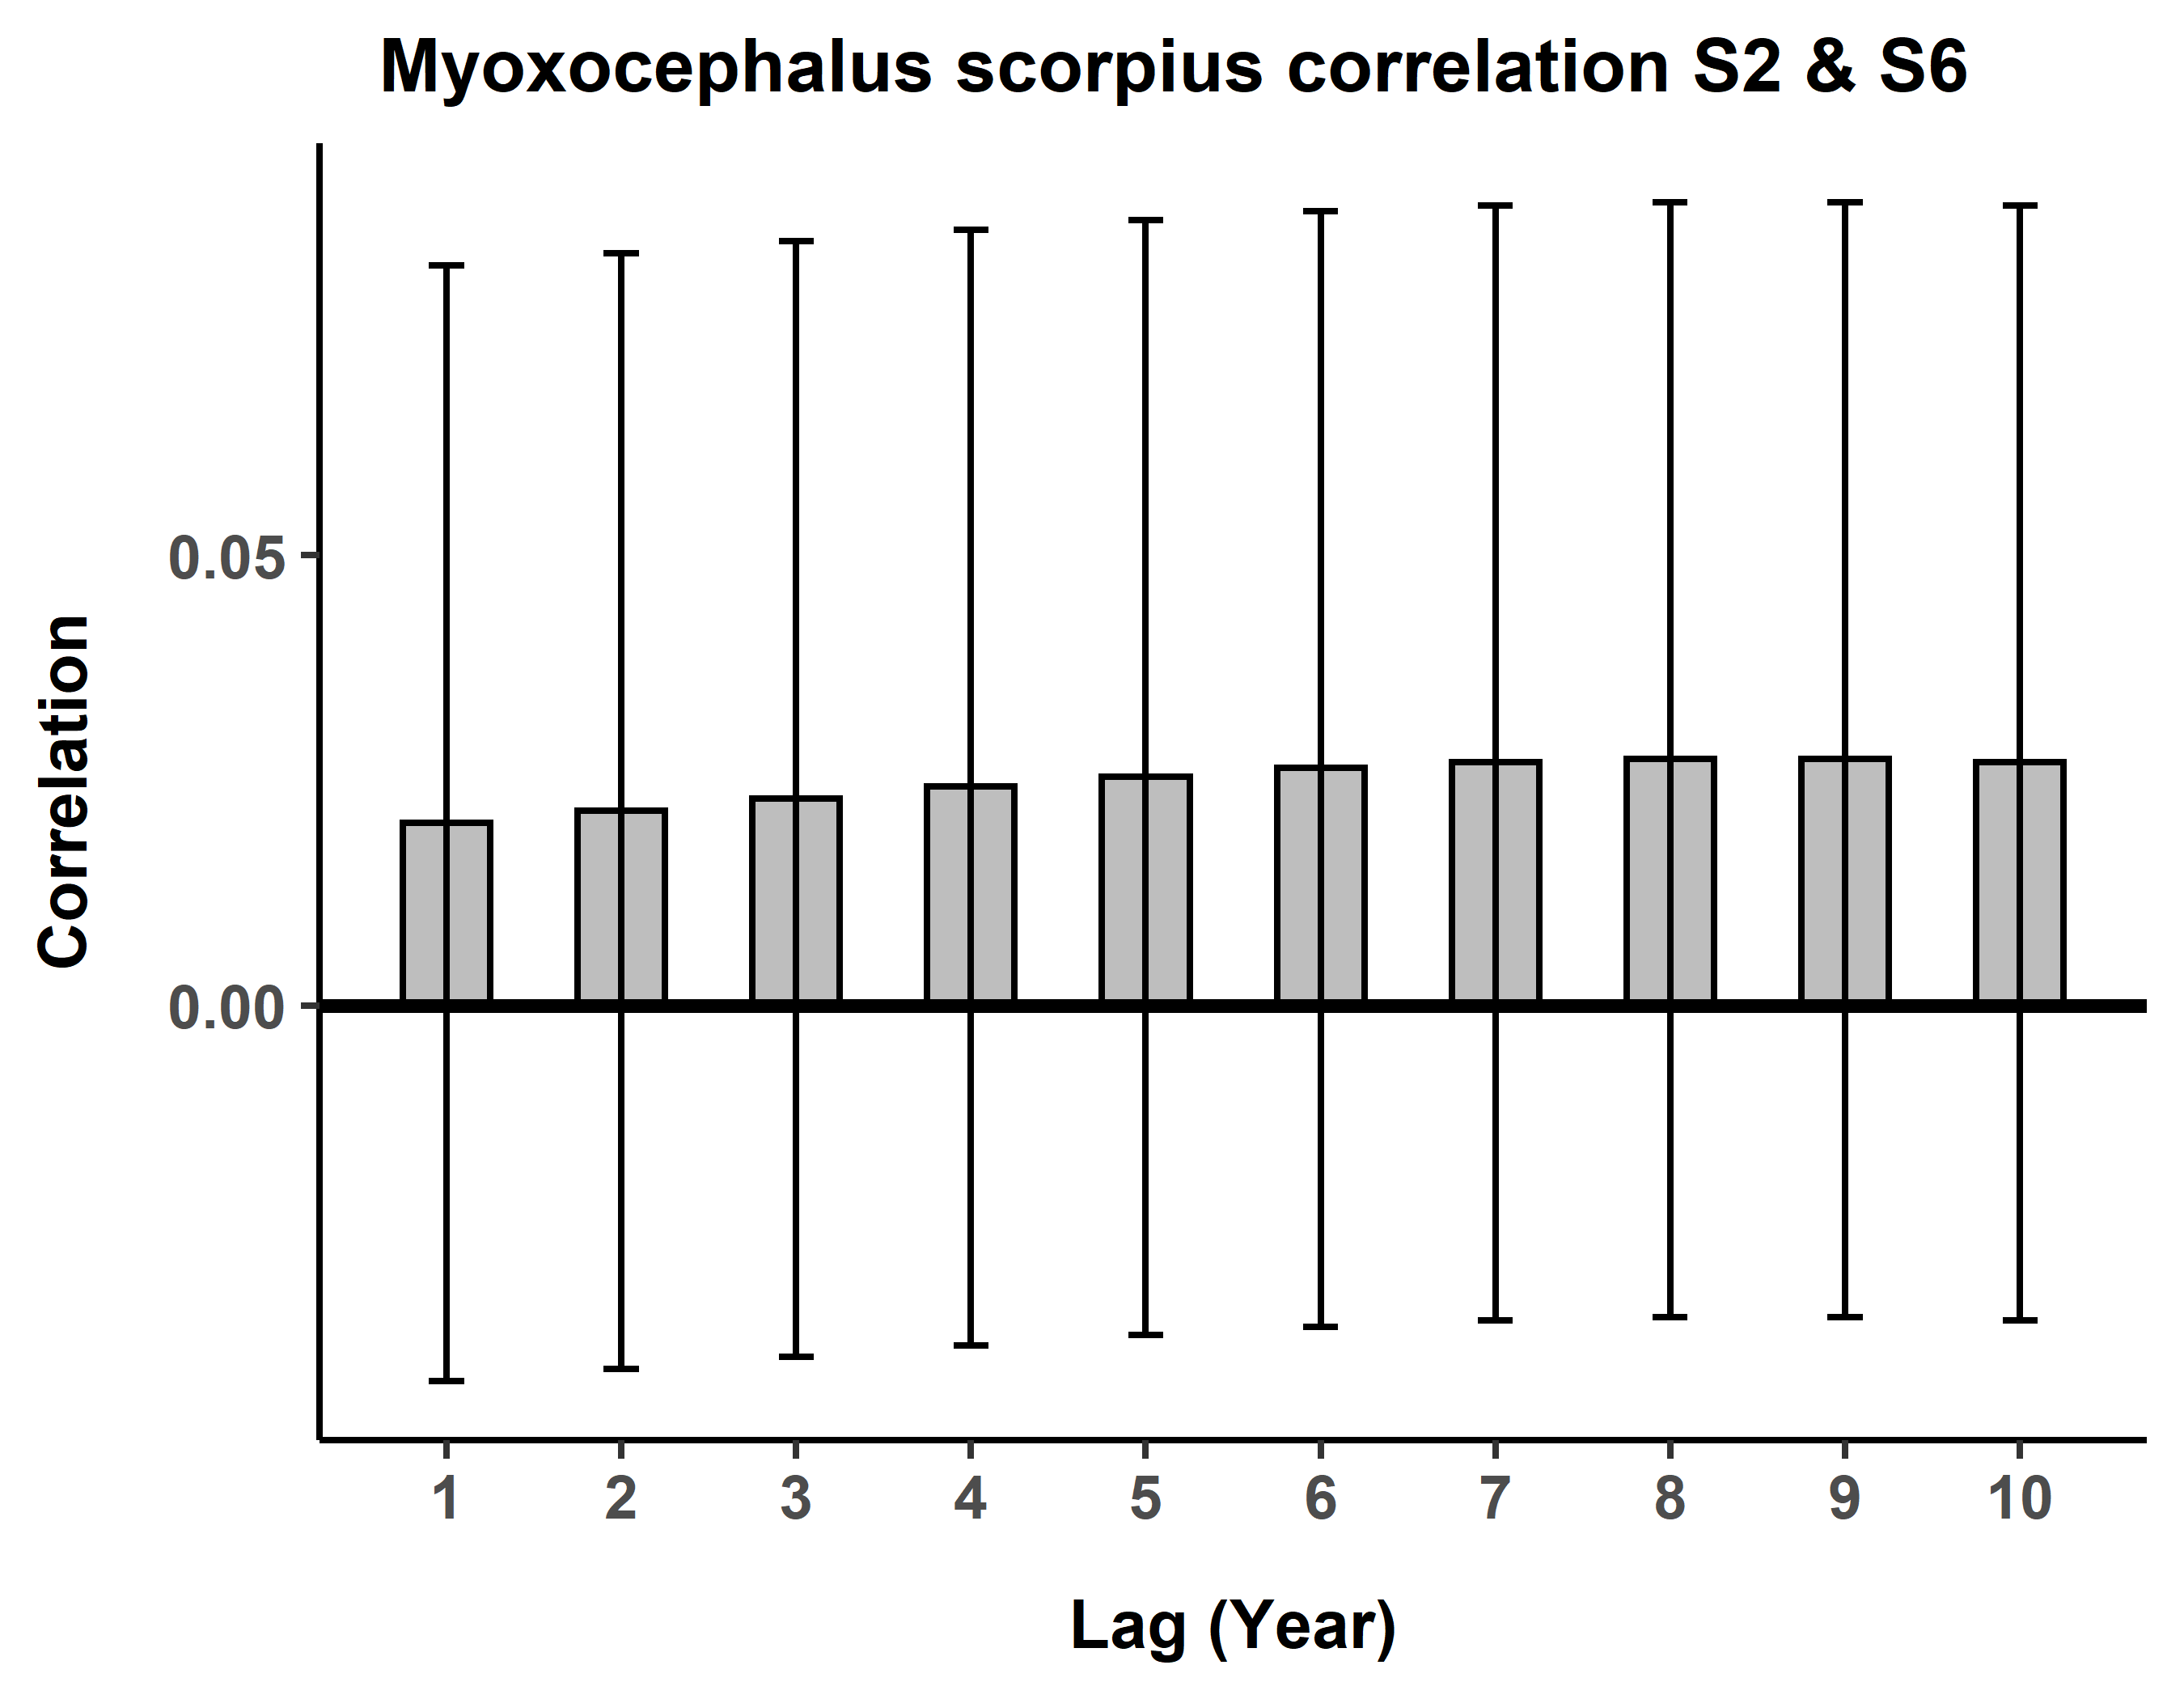 Myoxocephalus scorpius correlation S2 & S6
Correlation
0.05
0.00
1 2 3 4 5 6 7 8 9 10
Lag (Year)